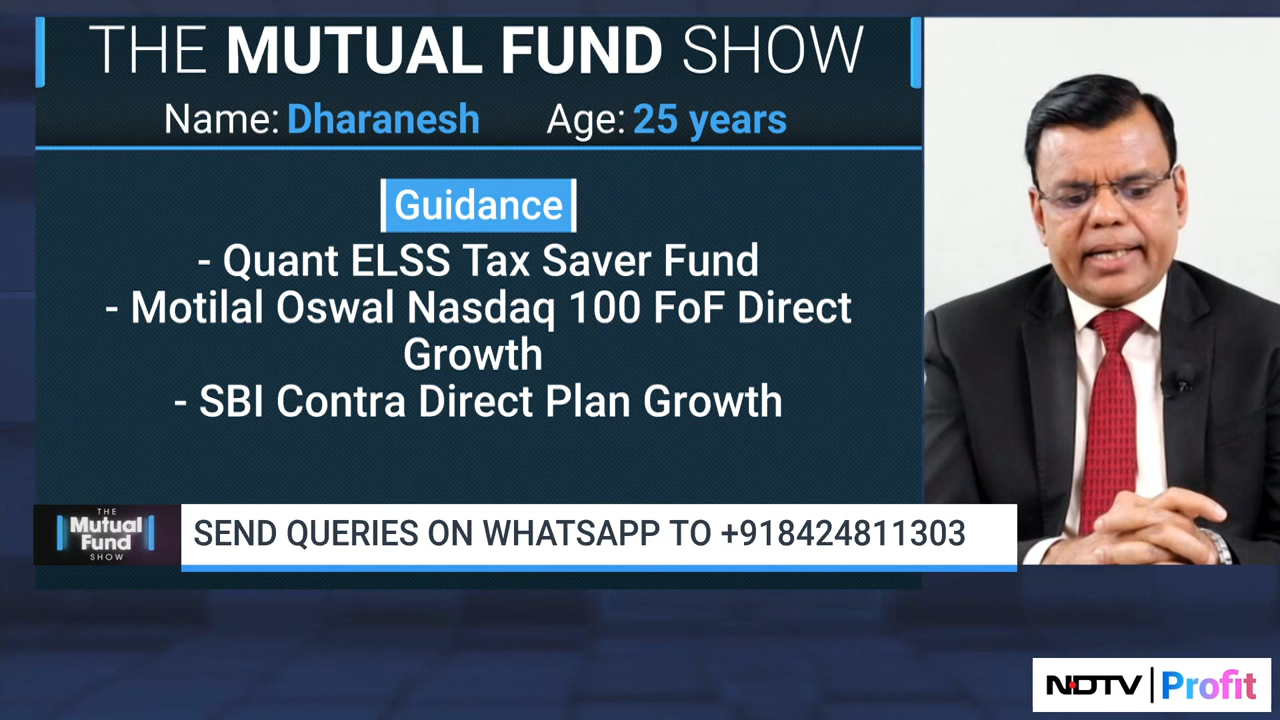 THE MUTUAL FUND SHOW
Name: Dharanesh Age: 25 years
Guidance
- Quant ELSS Tax Saver Fund
- Motilal Oswal Nasdaq 100 FoF Direct
Growth
- SBI Contra Direct Plan Growth
THE
Mutual
Fund
SHOW
SEND QUERIES ON WHATSAPP TO +918424811303
NDTV Profit